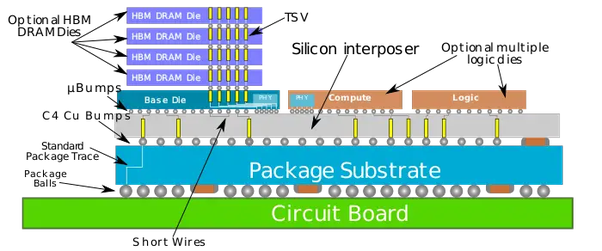 Optional HBM
DRAM Dies
HBM DRAM Die
HBM DRAM Die
HBM DRAM Die
HBM DRAM Die
TSV
Silicon interposer
Optional multiple
logic dies
µBumps
Base Die
PHY
PHY
Compute
Logic
C4 Cu Bumps
Standard
Package Trace
Package
Balls
Package Substrate
Circuit Board
Short Wires